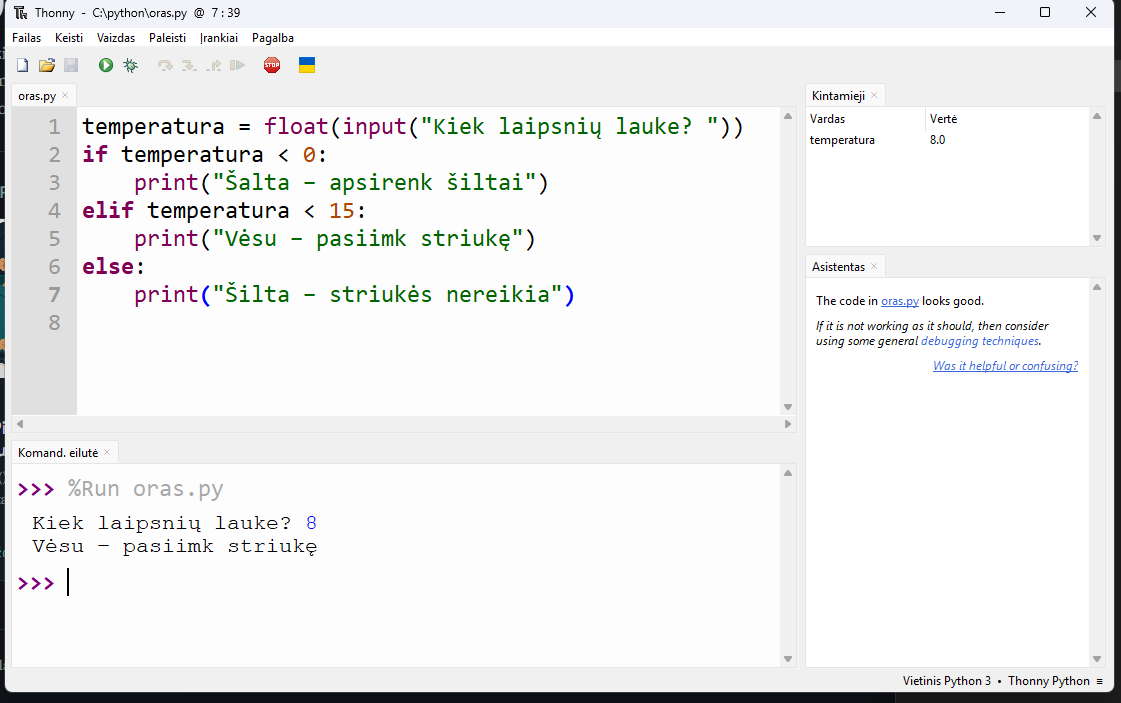 Thonny - C:\python\oras.py @ 7 : 39
Failas Keisti Vaizdas Paleisti Įrankiai Pagalba
STOP
oras.py ×
1 temperatura = float(input("Kiek laipsnių lauke? "))
2 if temperatura < 0:
3 print("Šalta – apsirenk šiltai")
4 elif temperatura < 15:
5 print("Vėsu – pasiimk striukę")
6 else:
7 print("Šilta – striukės nereikia")
8
Komand. eilutė ×
>>> %Run oras.py
Kiek laipsnių lauke? 8
Vėsu – pasiimk striukę
>>>
Kintamieji ×
Vardas Vertė
temperatura 8.0
Asistentas ×
The code in oras.py looks good.
If it is not working as it should, then consider
using some general debugging techniques.
Was it helpful or confusing?
Vietinis Python 3 • Thonny Python ≡